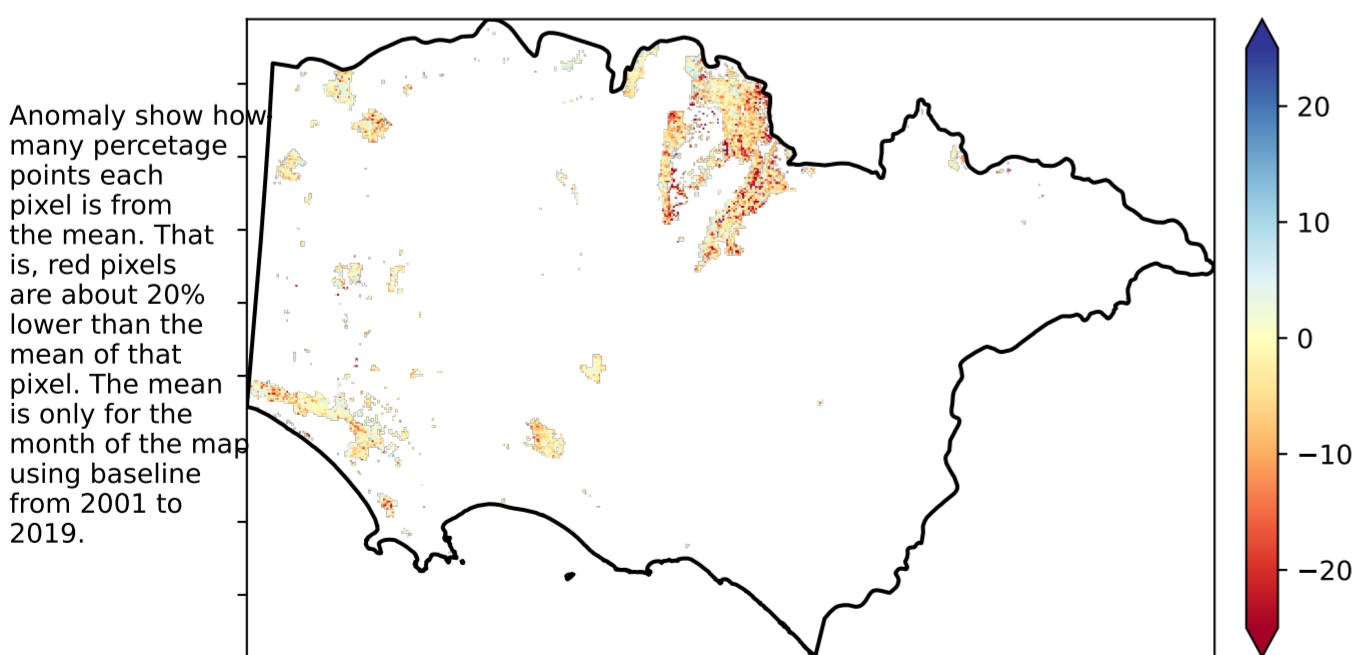 Anomaly show how
many percetage
points each
pixel is from
the mean. That
is, red pixels
are about 20%
lower than the
mean of that
pixel. The mean
is only for the
month of the map
using baseline
from 2001 to
2019.
20
10
0
−10
−20